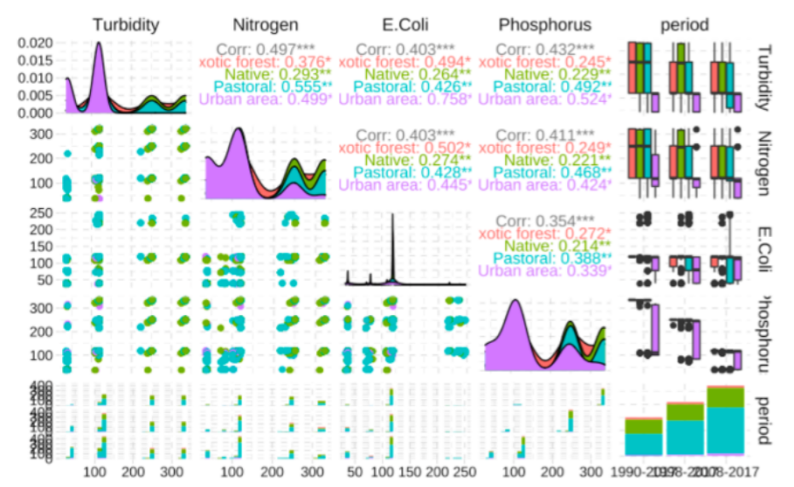 Turbidity Nitrogen E.Coli Phosphorus period
0.020 Corr: 0.497*** Corr: 0.403*** Corr: 0.432***
0.015 xotic forest: 0.376* xotic forest: 0.494* xotic forest: 0.245*
0.010 Native: 0.293** Native: 0.264** Native: 0.229**
0.005 Pastoral: 0.555** Pastoral: 0.426** Pastoral: 0.492**
0.000 Urban area: 0.499* Urban area: 0.758* Urban area: 0.524*
Turbidity
300 Corr: 0.403*** Corr: 0.411***
xotic forest: 0.502* xotic forest: 0.249*
200 Native: 0.274** Native: 0.221**
Pastoral: 0.428** Pastoral: 0.468**
100 Urban area: 0.445* Urban area: 0.424*
Nitrogen
250 Corr: 0.354***
200 xotic forest: 0.272*
150 Native: 0.214**
100 Pastoral: 0.388**
50 Urban area: 0.339*
E.Coli
300
200
100
hosphoru
400
period
100 200 300 100 200 300 50 100 150 200 250 100 200 300 1990-2017